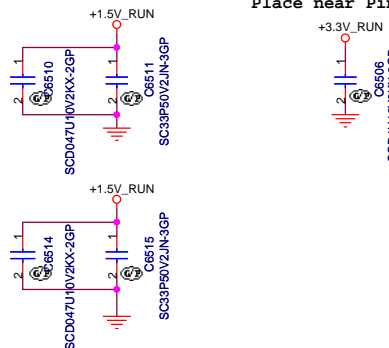 Place near Pin
+1.5V_RUN
+3.3V_RUN
1
2
G/P
C6510
SCD047U10V2KX-2GP
1
2
G/P
C6511
SC33P50V2JN-3GP
1
2
G/P
C6506
+1.5V_RUN
1
2
G/P
C6514
SCD047U10V2KX-2GP
1
2
G/P
C6515
SC33P50V2JN-3GP